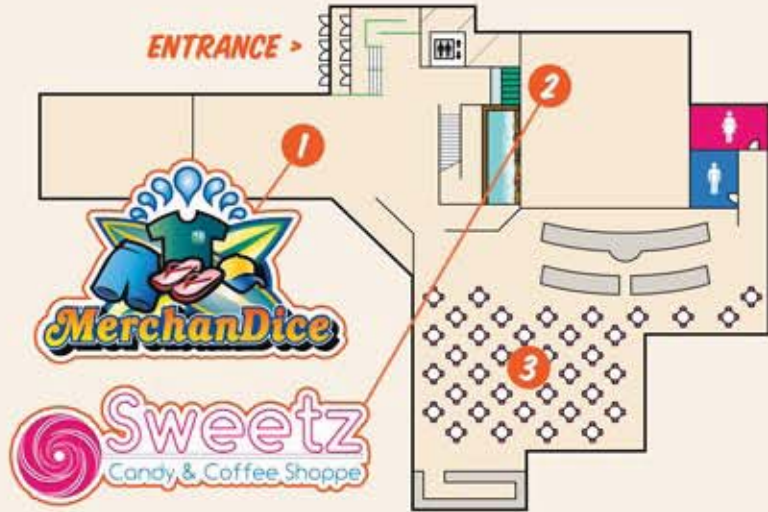 ENTRANCE >
1
2
3
MerchanDice
Sweetz
Candy & Coffee Shoppe